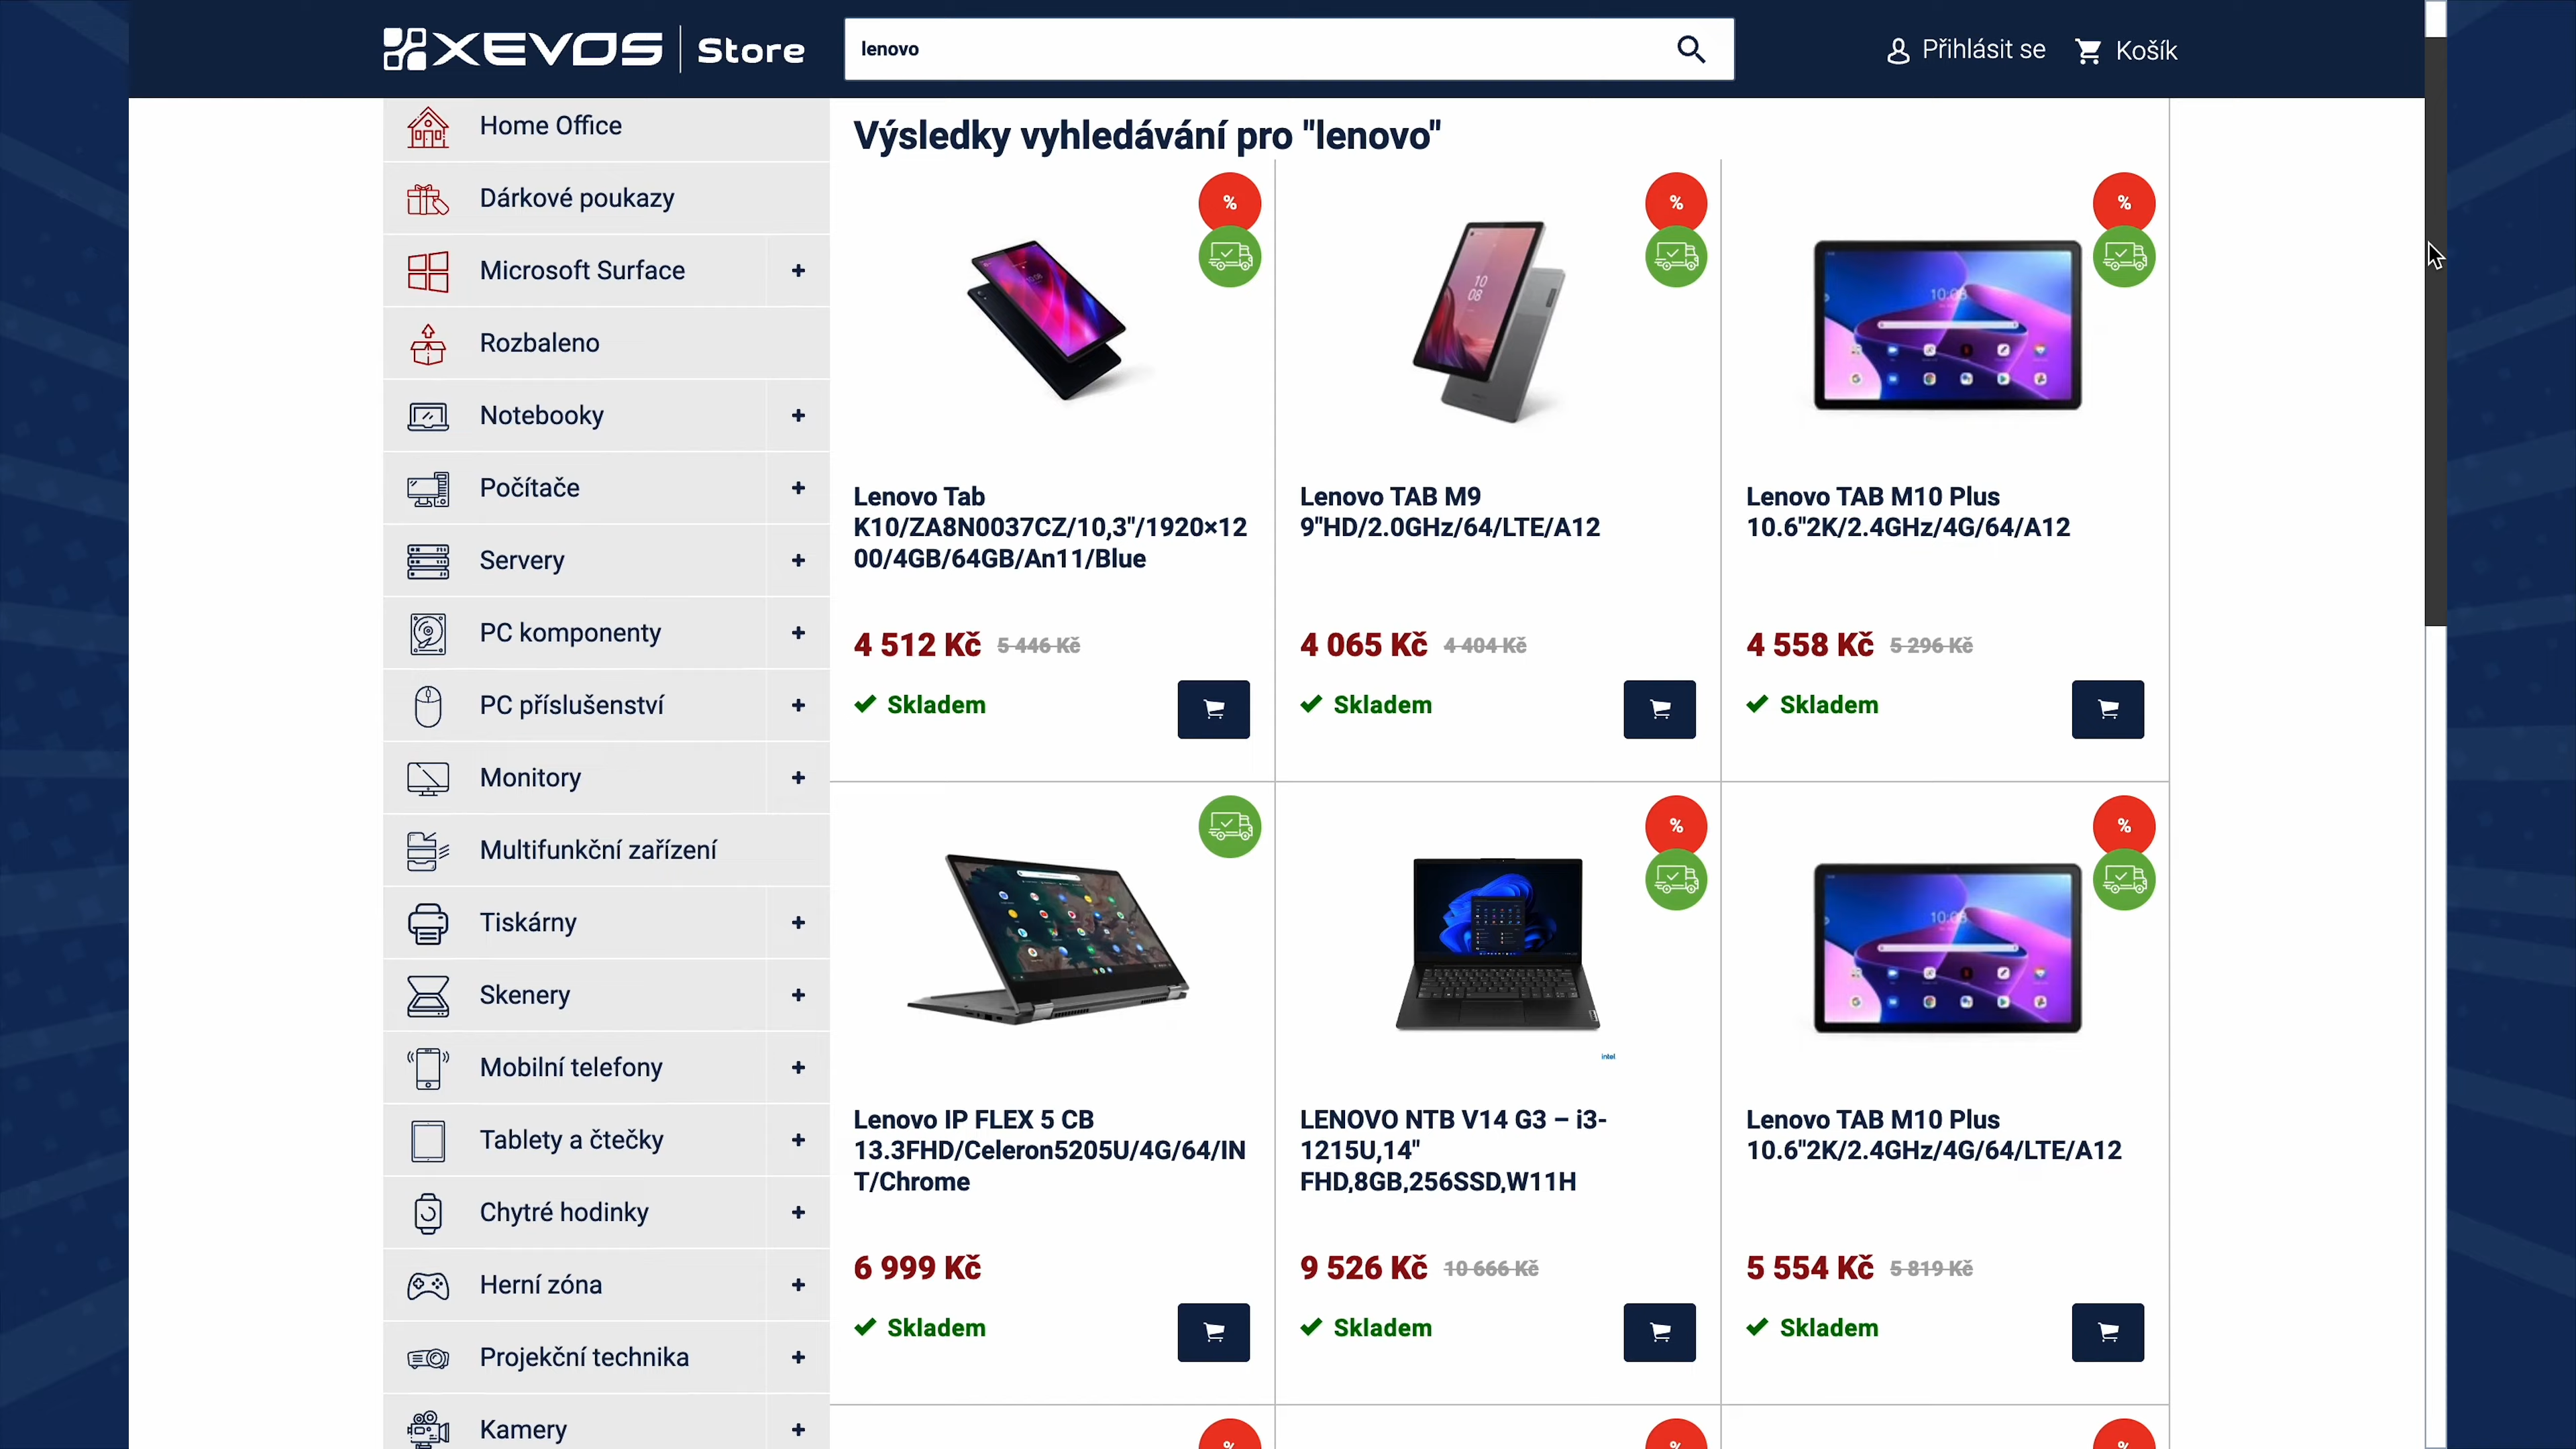 XEVOS Store
lenovo
Přihlásit se
Košík
Home Office
Dárkové poukazy
Microsoft Surface
Rozbaleno
Notebooky
Počítače
Servery
PC komponenty
PC příslušenství
Monitory
Multifunkční zařízení
Tiskárny
Skenery
Mobilní telefony
Tablety a čtečky
Chytré hodinky
Herní zóna
Projekční technika
Kamery
Výsledky vyhledávání pro "lenovo"
%
Lenovo Tab
K10/ZA8N0037CZ/10,3"/1920×12
00/4GB/64GB/An11/Blue
4 512 Kč 5 446 Kč
Skladem
%
10
08
Lenovo TAB M9
9"HD/2.0GHz/64/LTE/A12
4 065 Kč 4 404 Kč
Skladem
%
10:08
Lenovo TAB M10 Plus
10.6"2K/2.4GHz/4G/64/A12
4 558 Kč 5 296 Kč
Skladem
Lenovo IP FLEX 5 CB
13.3FHD/Celeron5205U/4G/64/IN
T/Chrome
6 999 Kč
Skladem
%
intel
LENOVO NTB V14 G3 – i3-
1215U,14"
FHD,8GB,256SSD,W11H
9 526 Kč 10 666 Kč
Skladem
%
10:08
Lenovo TAB M10 Plus
10.6"2K/2.4GHz/4G/64/LTE/A12
5 554 Kč 5 819 Kč
Skladem
%
%
%